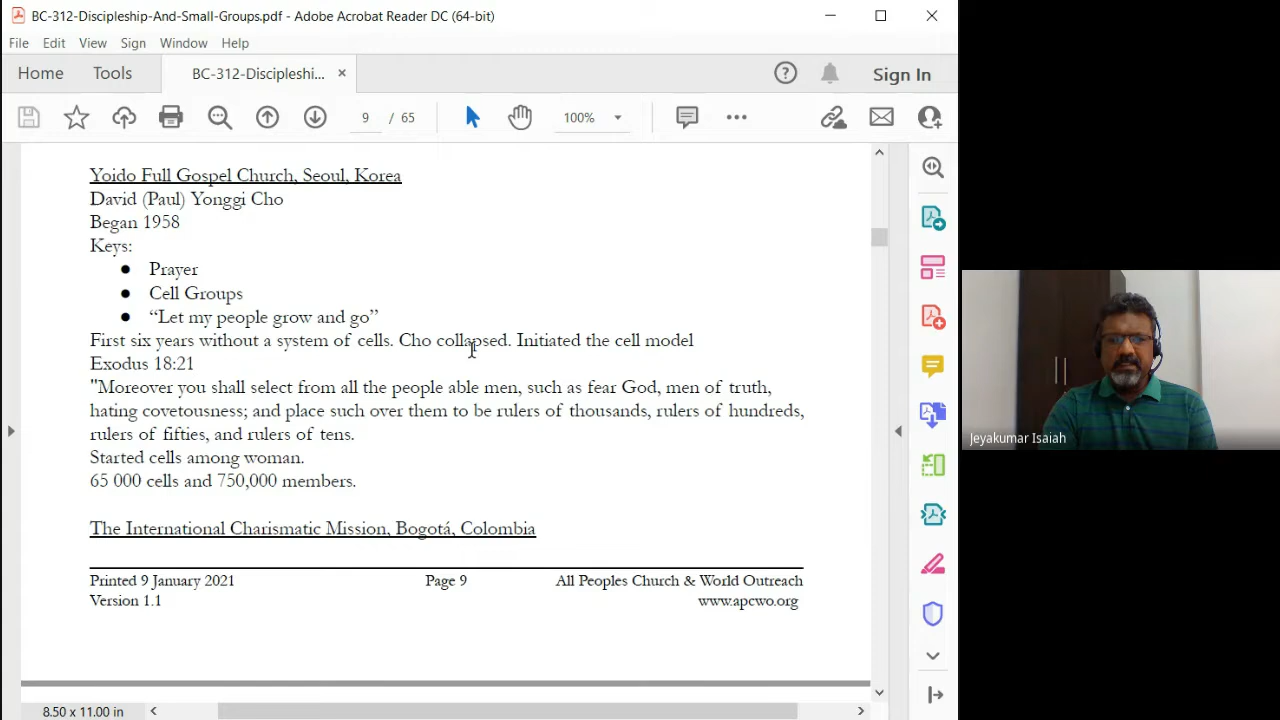 BC-312-Discipleship-And-Small-Groups.pdf - Adobe Acrobat Reader DC (64-bit)
File Edit View Sign Window Help
Home Tools BC-312-Discipleshi... × Sign In
9 / 65 100%
Yoido Full Gospel Church, Seoul, Korea
David (Paul) Yonggi Cho
Began 1958
Keys:
● Prayer
● Cell Groups
● “Let my people grow and go”
First six years without a system of cells. Cho collapsed. Initiated the cell model
Exodus 18:21
"Moreover you shall select from all the people able men, such as fear God, men of truth,
hating covetousness; and place such over them to be rulers of thousands, rulers of hundreds,
rulers of fifties, and rulers of tens.
Started cells among woman.
65 000 cells and 750,000 members.
The International Charismatic Mission, Bogotá, Colombia
Printed 9 January 2021 Page 9 All Peoples Church & World Outreach
Version 1.1 www.apcwo.org
8.50 x 11.00 in
Jeyakumar Isaiah